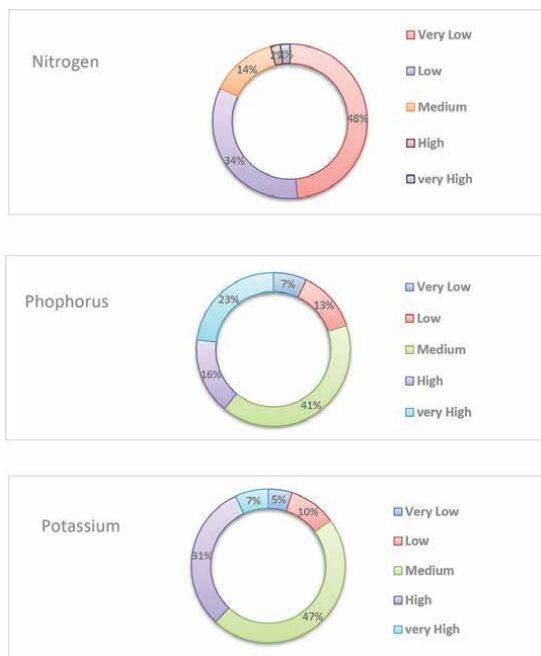 Nitrogen
14%
48%
34%
Very Low
Low
Medium
High
very High
Phophorus
23%
7%
13%
16%
41%
Very Low
Low
Medium
High
very High
Potassium
7%
5%
10%
31%
47%
Very Low
Low
Medium
High
very High